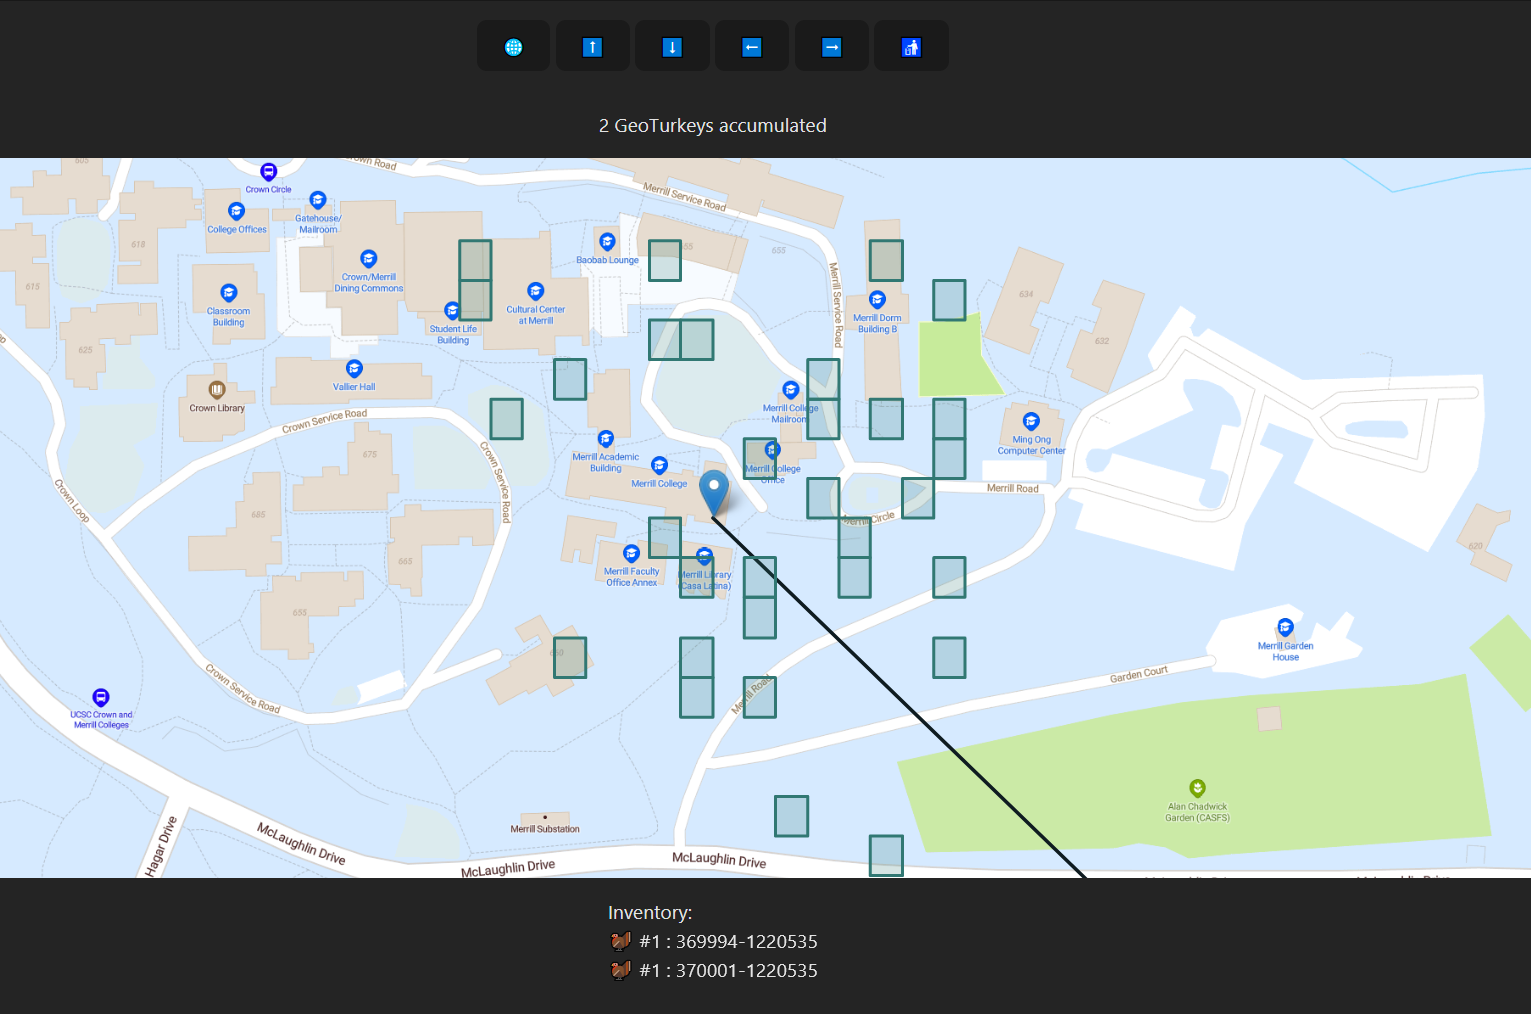 2 GeoTurkeys accumulated
605
Crown Road
Crown Circle
Merrill Service Road
College Offices
Gatehouse/
Mailroom
618
Baobab Lounge
655
655
615
Crown/Merrill
Dining Commons
Classroom
Building
Cultural Center
at Merrill
Student Life
Building
Merrill Service Road
Merrill Dorm
Building B
634
632
625
Vallier Hall
Crown Library
Crown Service Road
Merrill College
Mailroom
Ming Ong
Computer Center
675
Merrill Academic
Building
Merrill College
Merrill College
Office
Crown Service Road
Crown Loop
Merrill Road
685
Merrill Circle
665
Merrill Faculty
Office Annex
Merrill Library
(Casa Latina)
620
655
Merrill Garden
House
Crown Service Road
Garden Court
Merrill Road
UCSC Crown and
Merrill Colleges
Alan Chadwick
Garden (CASFS)
Merrill Substation
Hagar Drive
McLaughlin Drive
McLaughlin Drive
McLaughlin Drive
Inventory:
#1 : 369994-1220535
#1 : 370001-1220535